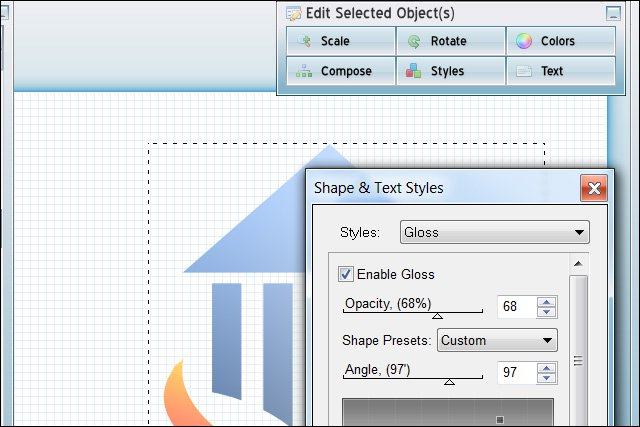 Edit Selected Object(s)
Scale Rotate Colors
Compose Styles Text
Shape & Text Styles
Styles: Gloss
Enable Gloss
Opacity, (68%) 68
Shape Presets: Custom
Angle, (97') 97